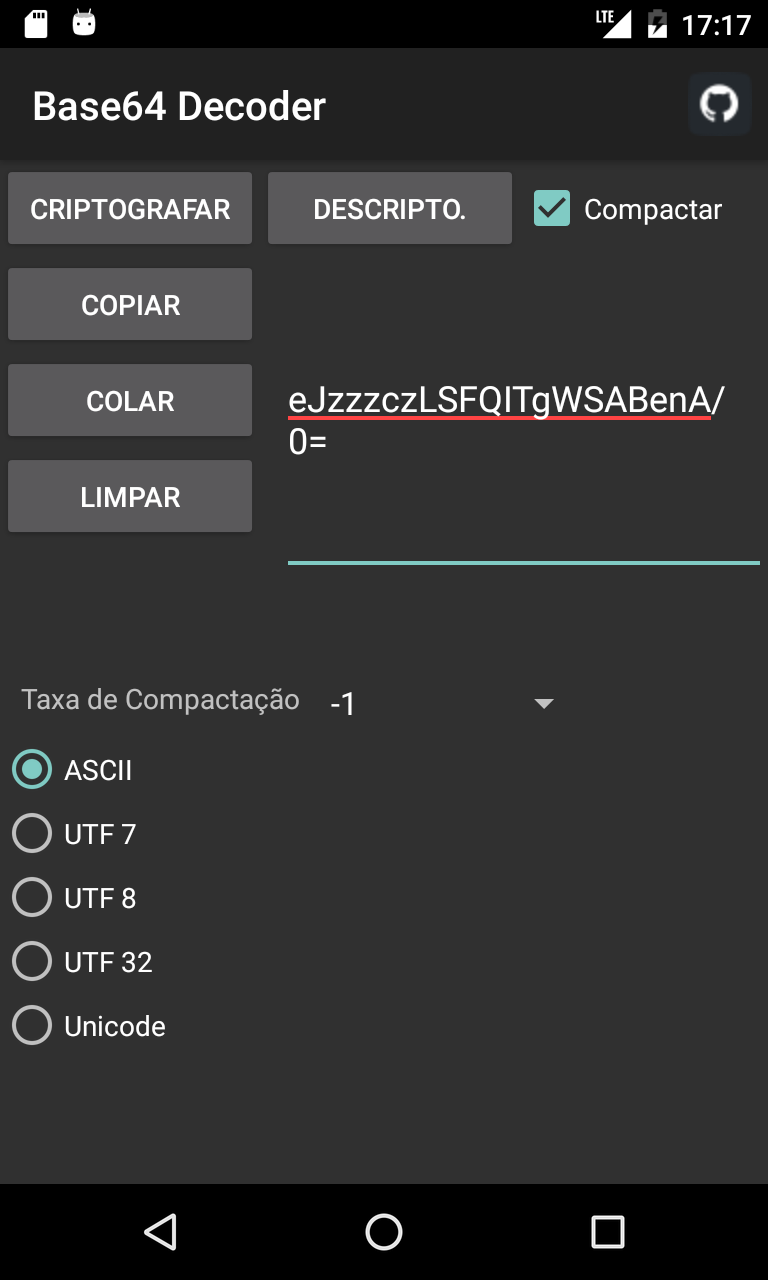 LTE 17:17
Base64 Decoder
CRIPTOGRAFAR DESCRIPTO. Compactar
COPIAR
COLAR
LIMPAR
eJzzzczLSFQITgWSABenA/
0=
Taxa de Compactação -1
ASCII
UTF 7
UTF 8
UTF 32
Unicode